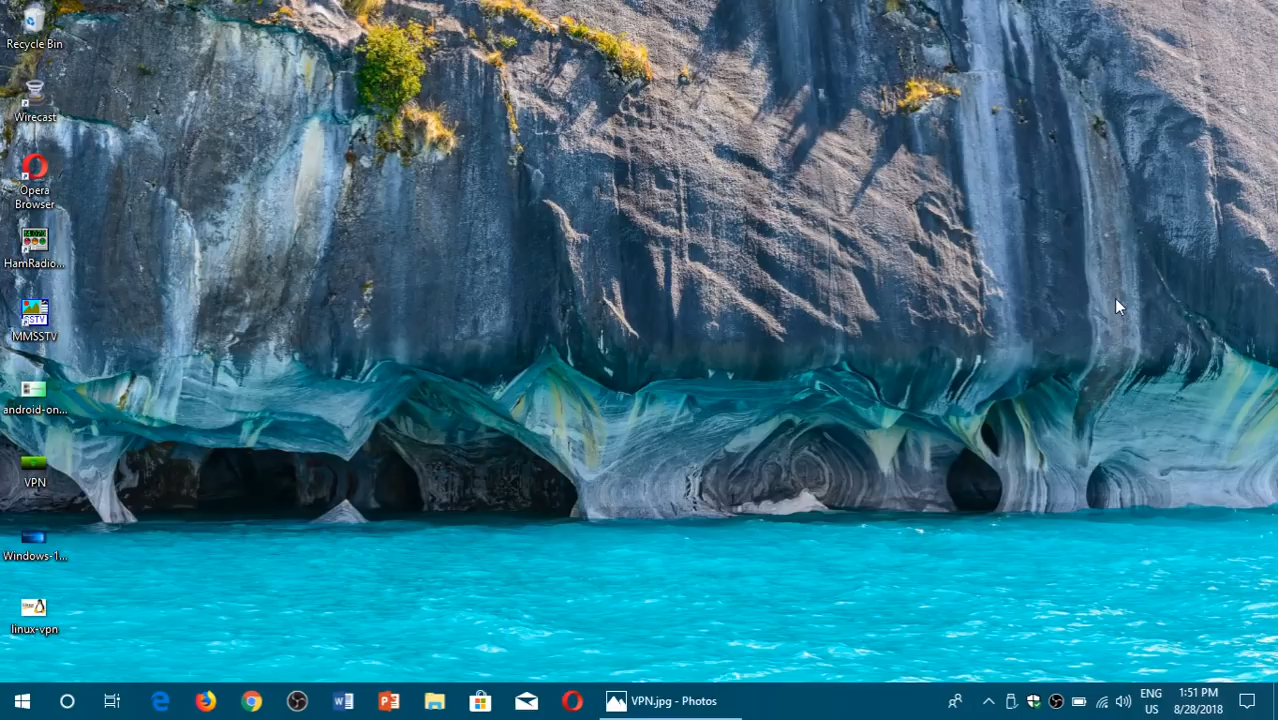 Recycle Bin
Wirecast
Opera
Browser
HamRadio...
SSTV
MMSSTV
android-on...
VPN
Windows-1...
linux-vpn
VPN.jpg - Photos
ENG
US
1:51 PM
8/28/2018